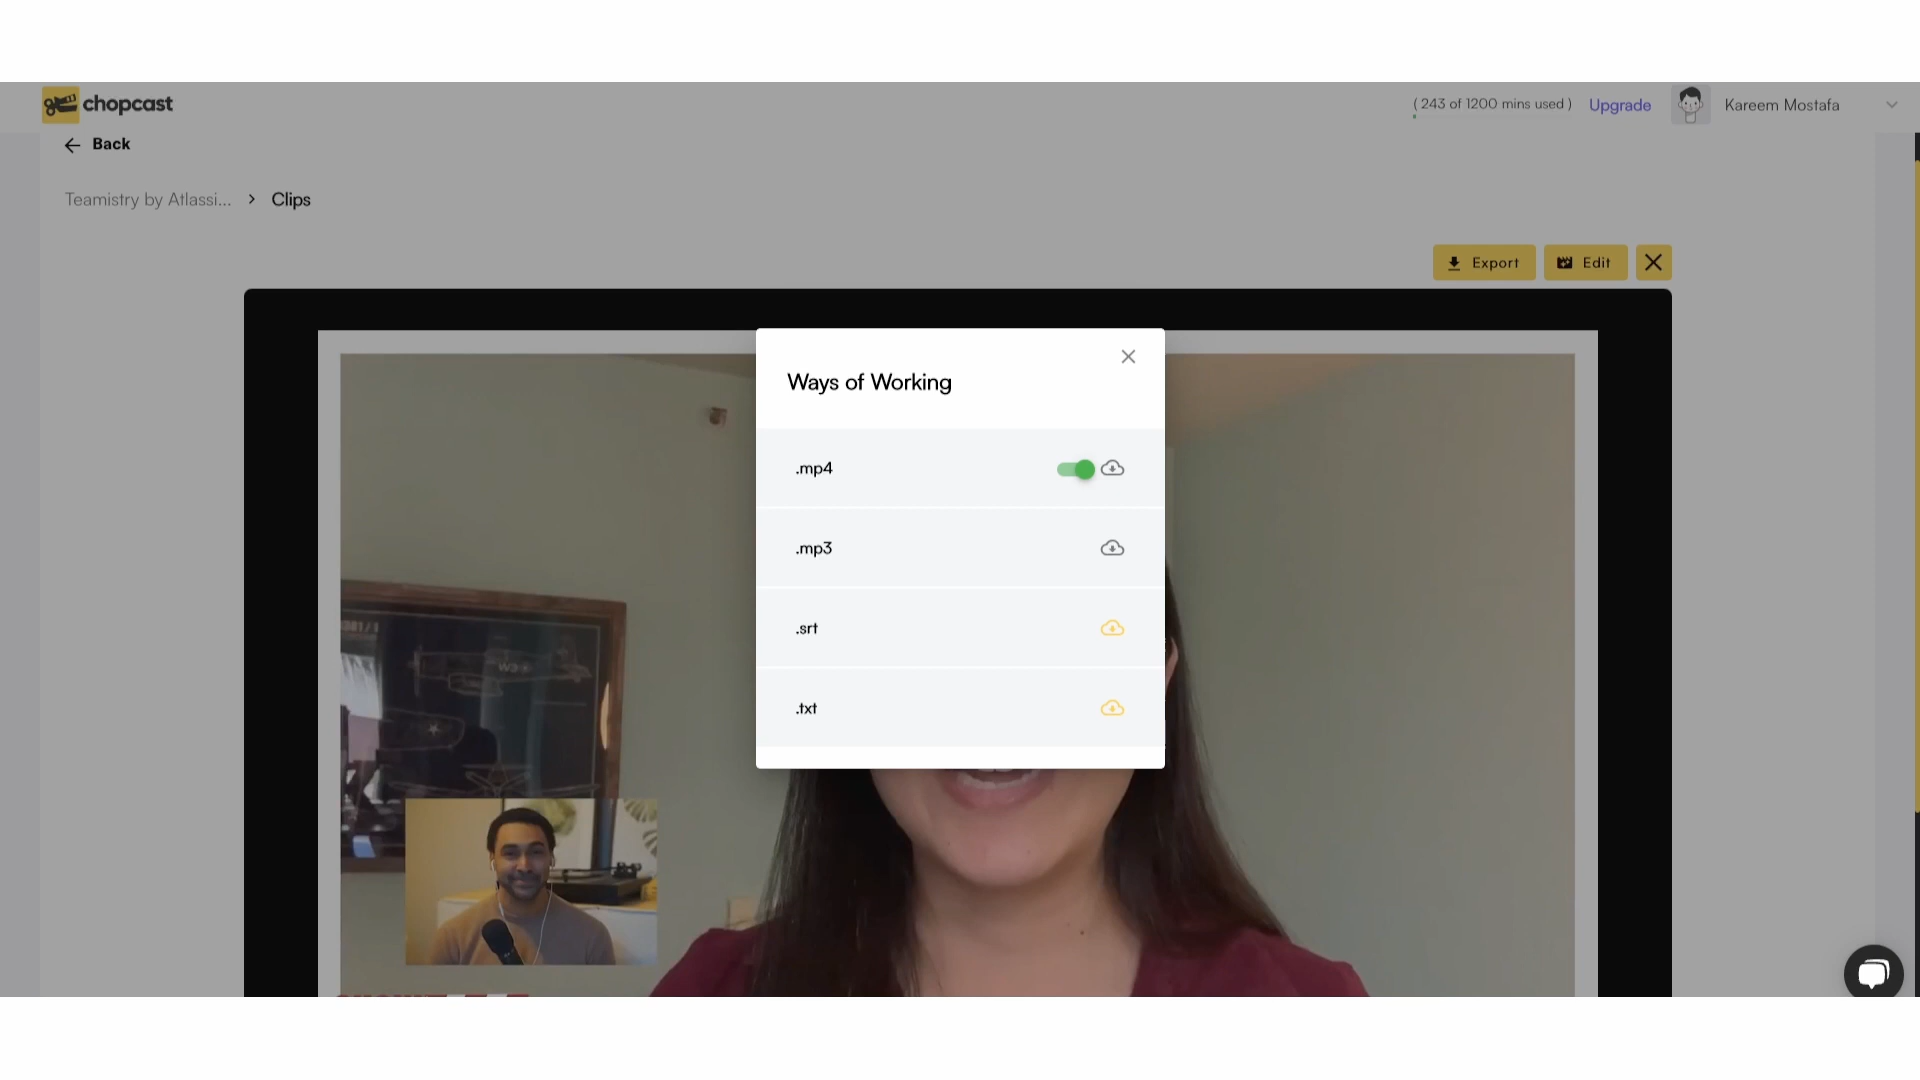 chopcast
( 243 of 1200 mins used )
Upgrade
Kareem Mostafa
Back
Teamistry by Atlassi...
Clips
Export
Edit
Ways of Working
.mp4
.mp3
.srt
.txt